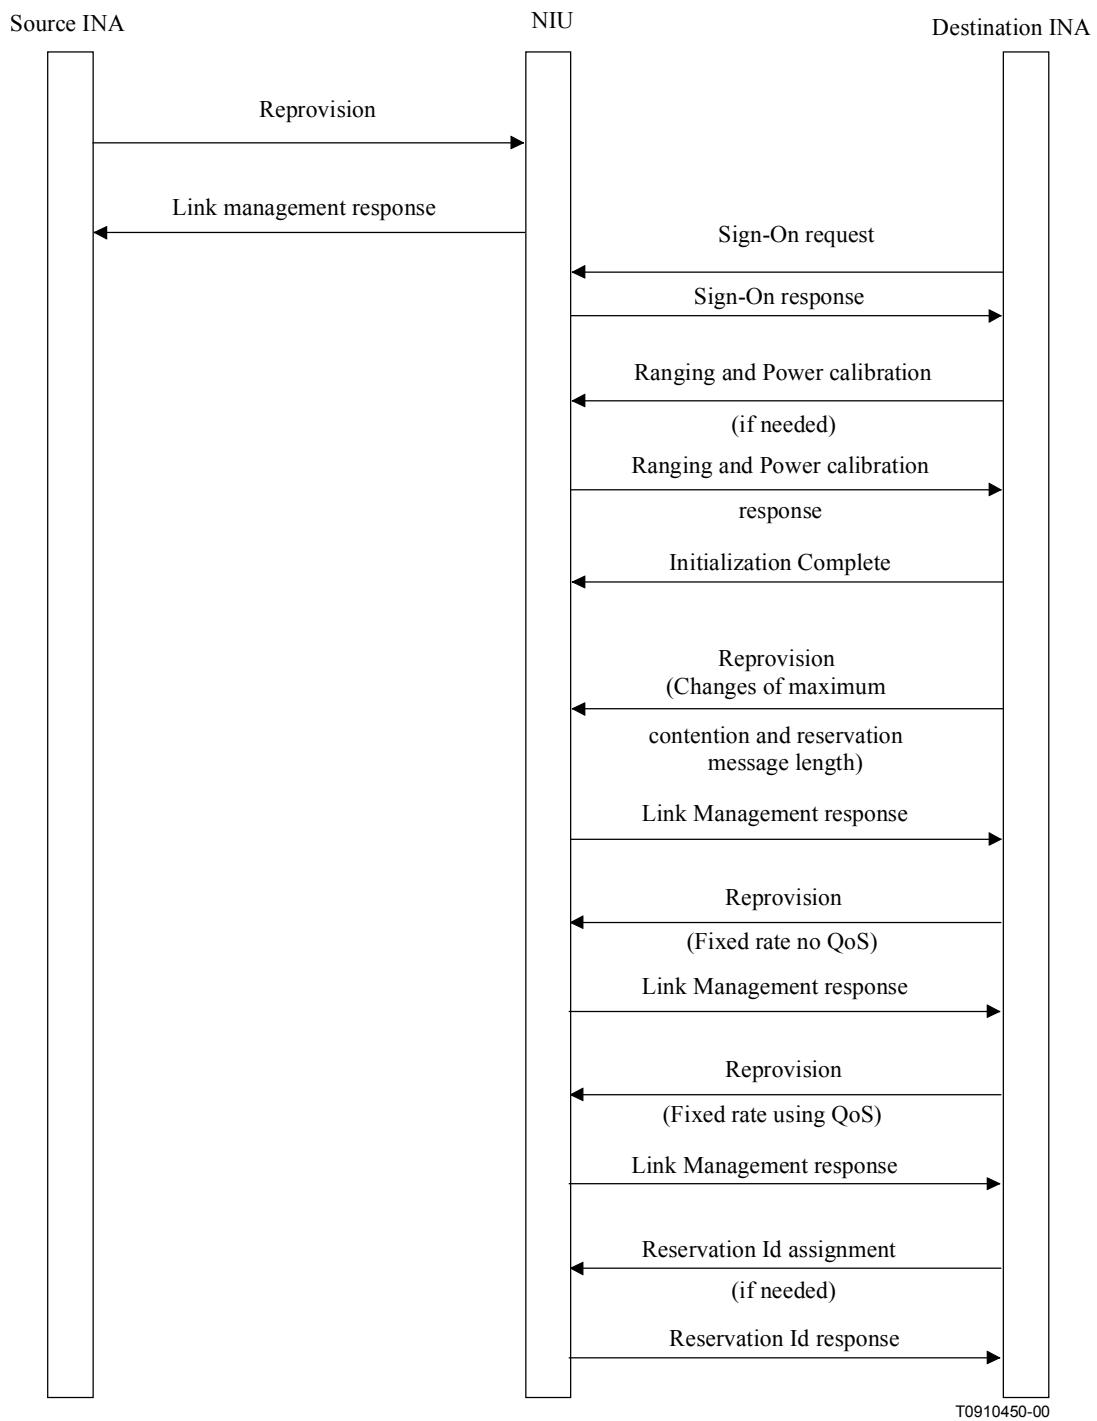 Source INA
NIU
Destination INA
Reprovision
Link management response
Sign-On request
Sign-On response
Ranging and Power calibration
(if needed)
Ranging and Power calibration
response
Initialization Complete
Reprovision
(Changes of maximum
contention and reservation
message length)
Link Management response
Reprovision
(Fixed rate no QoS)
Link Management response
Reprovision
(Fixed rate using QoS)
Link Management response
Reservation Id assignment
(if needed)
Reservation Id response
T0910450-00